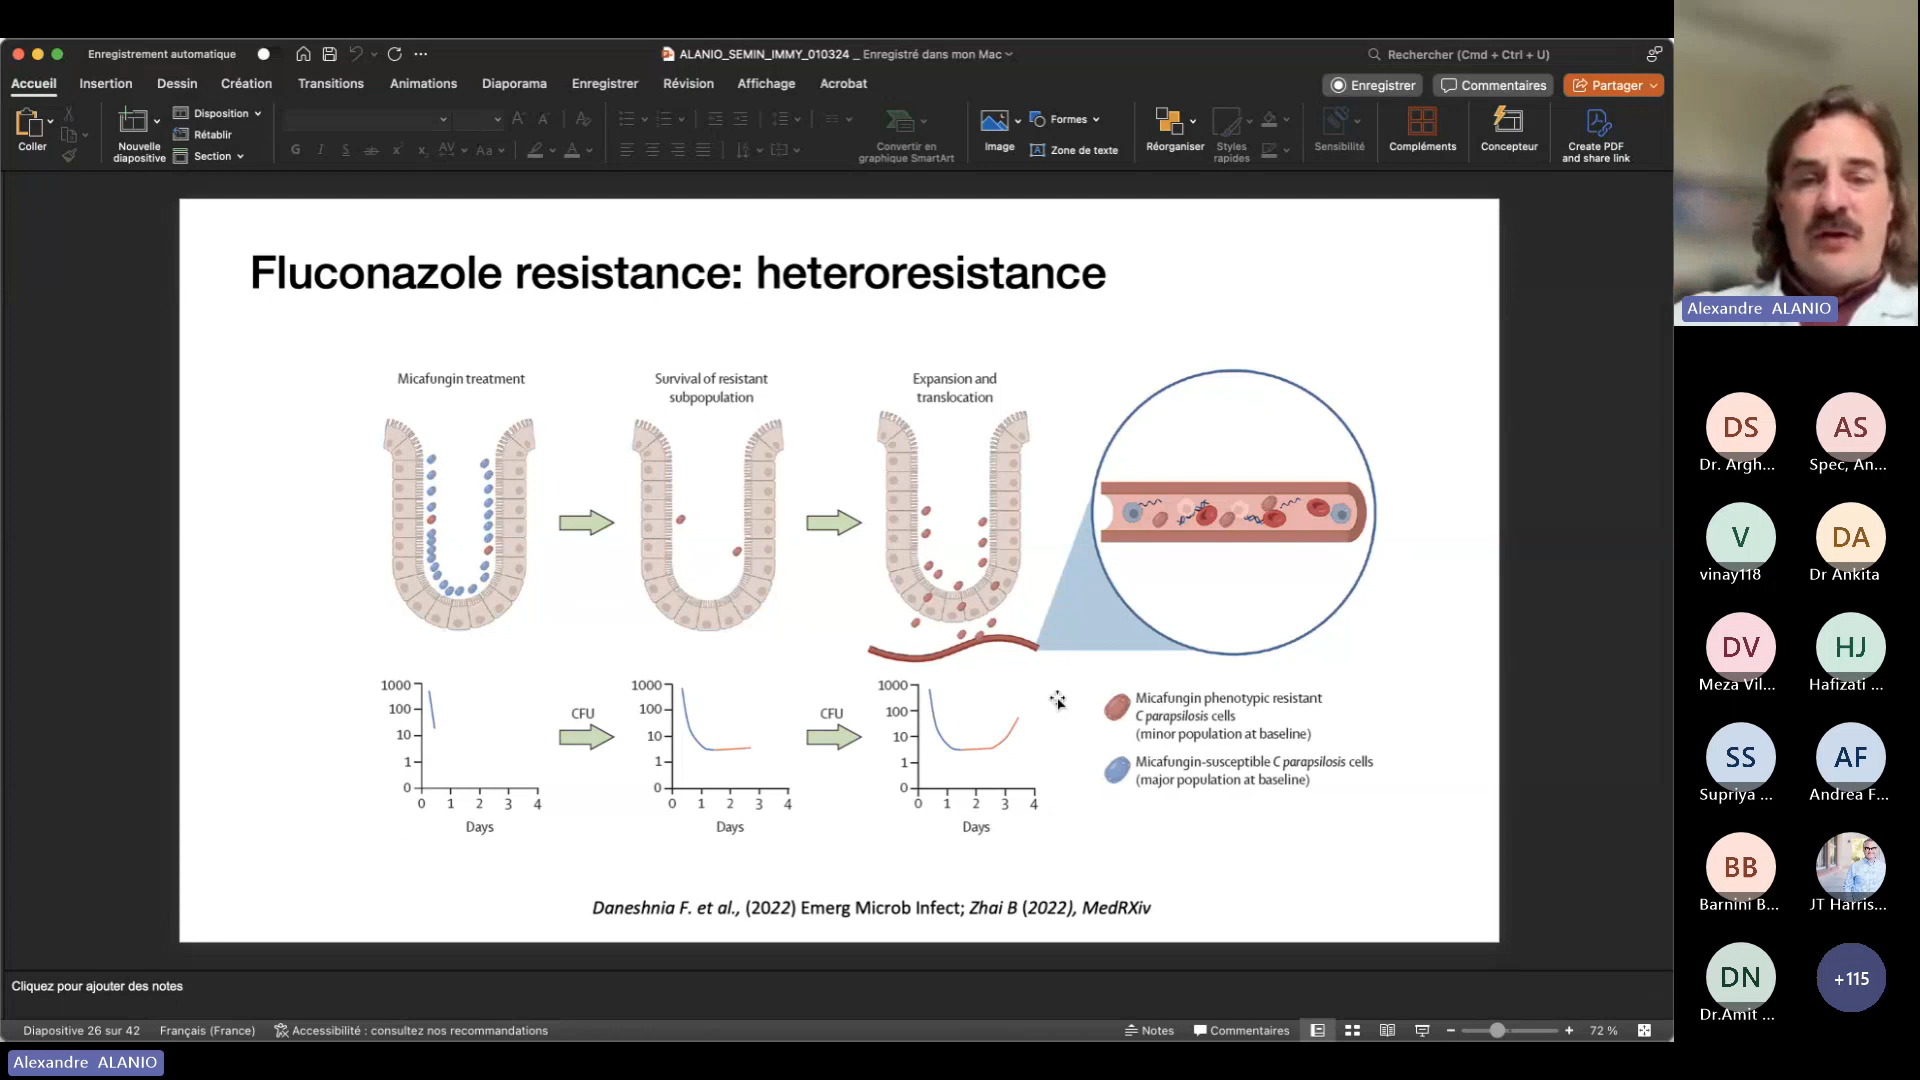 Enregistrement automatique
ALANIO_SEMIN_IMMY_010324 _ Enregistré dans mon Mac
Rechercher (Cmd + Ctrl + U)
Accueil Insertion Dessin Création Transitions Animations Diaporama Enregistrer Révision Affichage Acrobat
Enregistrer Commentaires Partager
Coller
Nouvelle diapositive
Disposition
Rétablir
Section
G I S ab x² x₂ AV Aa A
Convertir en graphique SmartArt
Image
Formes
Zone de texte
Réorganiser
Styles rapides
Sensibilité
Compléments
Concepteur
Create PDF and share link
Fluconazole resistance: heteroresistance
Micafungin treatment
Survival of resistant
subpopulation
Expansion and
translocation
1000
100
10
1
0
0 1 2 3 4
Days
CFU
1000
100
10
1
0
0 1 2 3 4
Days
CFU
1000
100
10
1
0
0 1 2 3 4
Days
Micafungin phenotypic resistant
C parapsilosis cells
(minor population at baseline)
Micafungin-susceptible C parapsilosis cells
(major population at baseline)
Daneshnia F. et al., (2022) Emerg Microb Infect; Zhai B (2022), MedRXiv
Cliquez pour ajouter des notes
Diapositive 26 sur 42 Français (France) Accessibilité : consultez nos recommandations
Notes Commentaires 72 %
Alexandre ALANIO
Alexandre ALANIO
DS AS
Dr. Argh... Spec, An...
V DA
vinay118 Dr Ankita
DV HJ
Meza Vil... Hafizati ...
SS AF
Supriya ... Andrea F...
BB
Barnini B... JT Harris...
DN +115
Dr.Amit ...